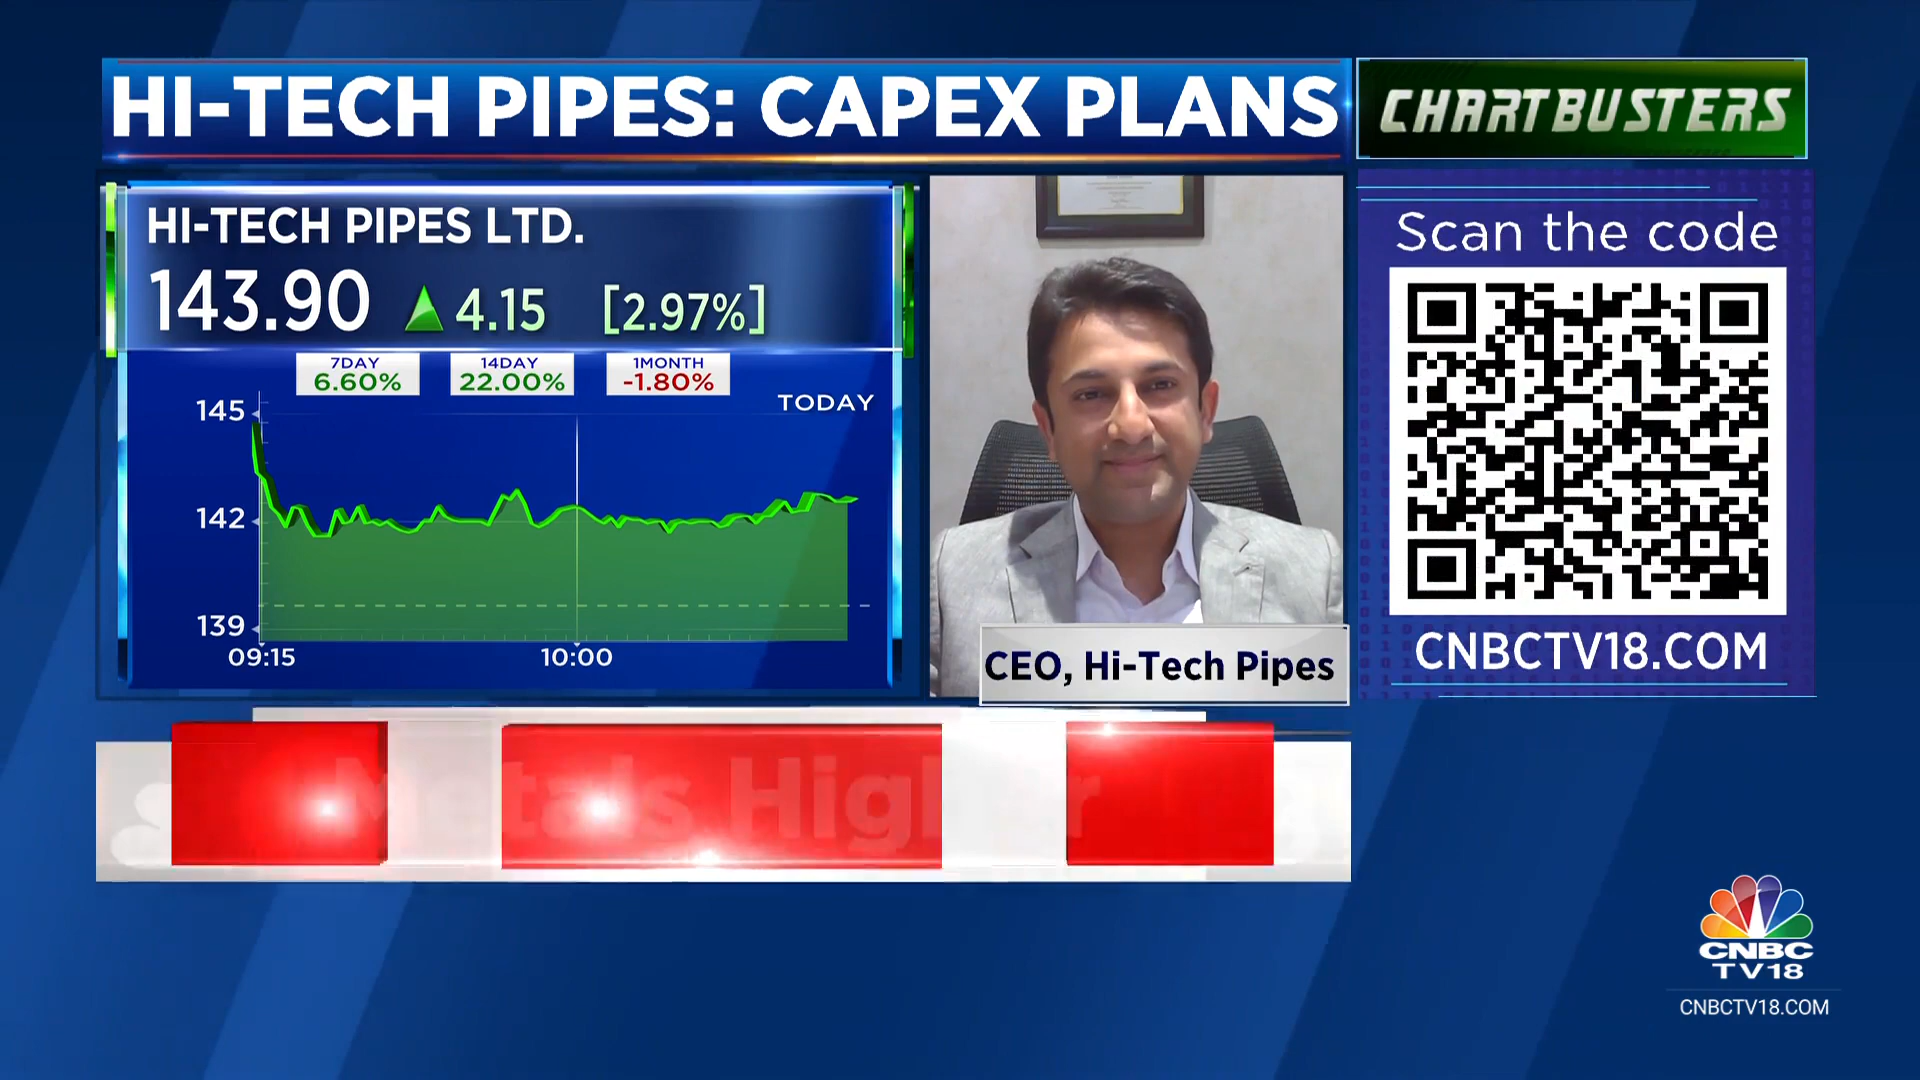 HI-TECH PIPES: CAPEX PLANS
CHARTBUSTERS
HI-TECH PIPES LTD.
143.90 ▲ 4.15 [2.97%]
7DAY
6.60%
14DAY
22.00%
1MONTH
-1.80%
TODAY
145
142
139
09:15
10:00
CEO, Hi-Tech Pipes
Scan the code
CNBCTV18.COM
Metals Higher
CNBC
TV18
CNBCTV18.COM